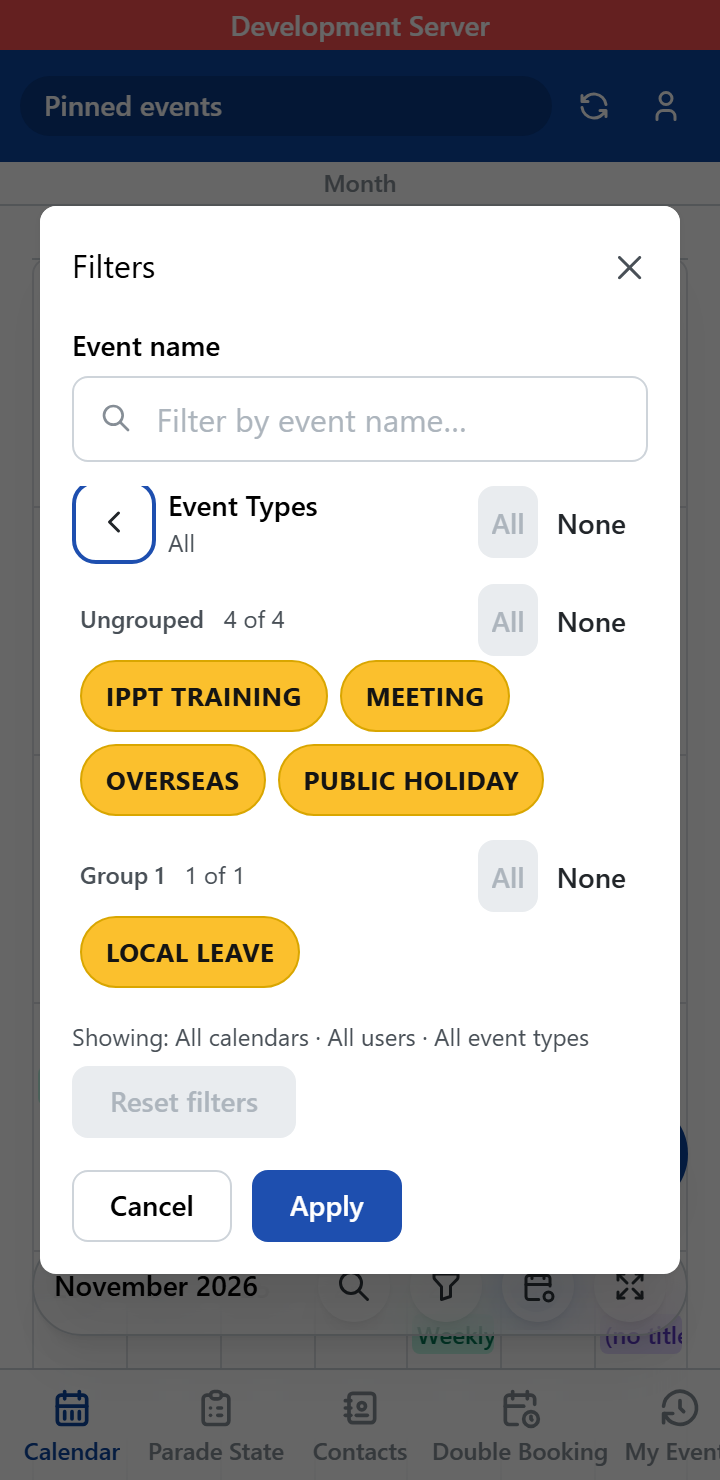 Development Server
Pinned events
Month
Filters
Event name
Filter by event name...
Event Types
All
All
None
Ungrouped 4 of 4
All
None
IPPT TRAINING
MEETING
OVERSEAS
PUBLIC HOLIDAY
Group 1 1 of 1
All
None
LOCAL LEAVE
Showing: All calendars · All users · All event types
Reset filters
Cancel
Apply
November 2026
Weekly
(no title
Calendar
Parade State
Contacts
Double Booking
My Event